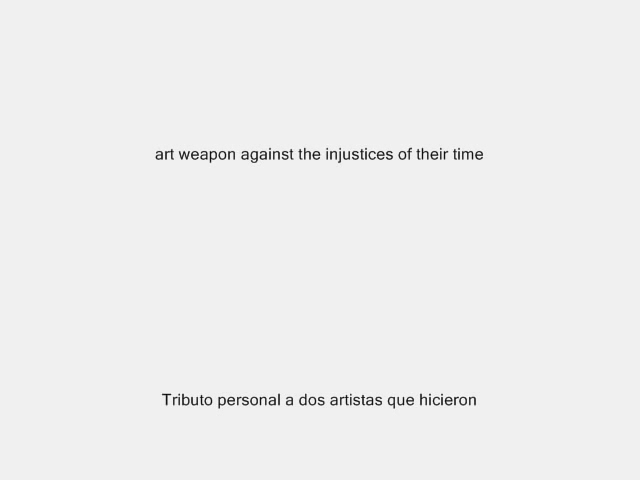 art weapon against the injustices of their time
Tributo personal a dos artistas que hicieron